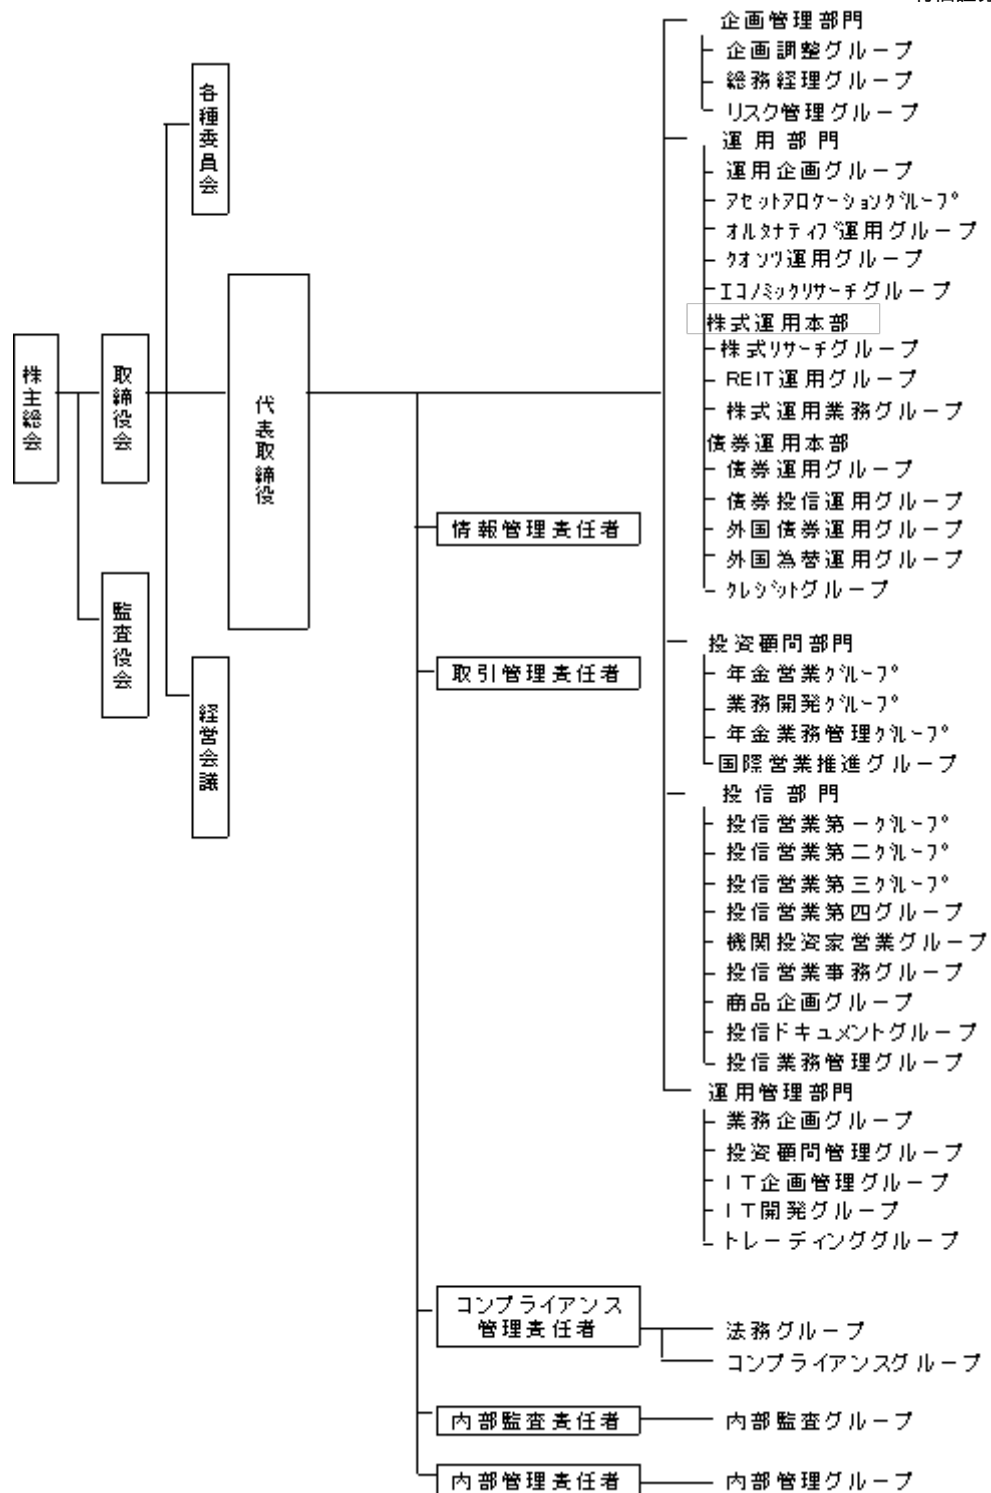 企画管理部門
企画調整グループ
総務経理グループ
リスク管理グループ
運用部門
運用企画グループ
アセットアロケーショングループ
オルタナティブ運用グループ
クオンツ運用グループ
エコノミックリサーチグループ
株式運用本部
株式リサーチグループ
REIT運用グループ
株式運用業務グループ
債券運用本部
債券運用グループ
債券投信運用グループ
外国債券運用グループ
外国為替運用グループ
クレジットグループ
投資顧問部門
年金営業グループ
業務開発グループ
年金業務管理グループ
国際営業推進グループ
投信部門
投信営業第一グループ
投信営業第二グループ
投信営業第三グループ
投信営業第四グループ
機関投資家営業グループ
投信営業事務グループ
商品企画グループ
投信ドキュメントグループ
投信業務管理グループ
運用管理部門
業務企画グループ
投資顧問管理グループ
IT企画管理グループ
IT開発グループ
トレーディンググループ
株主総会
取締役会
監査役会
各種委員会
経営会議
代表取締役
情報管理責任者
取引管理責任者
コンプライアンス
管理責任者
法務グループ
コンプライアンスグループ
内部監査責任者
内部監査グループ
内部管理責任者
内部管理グループ